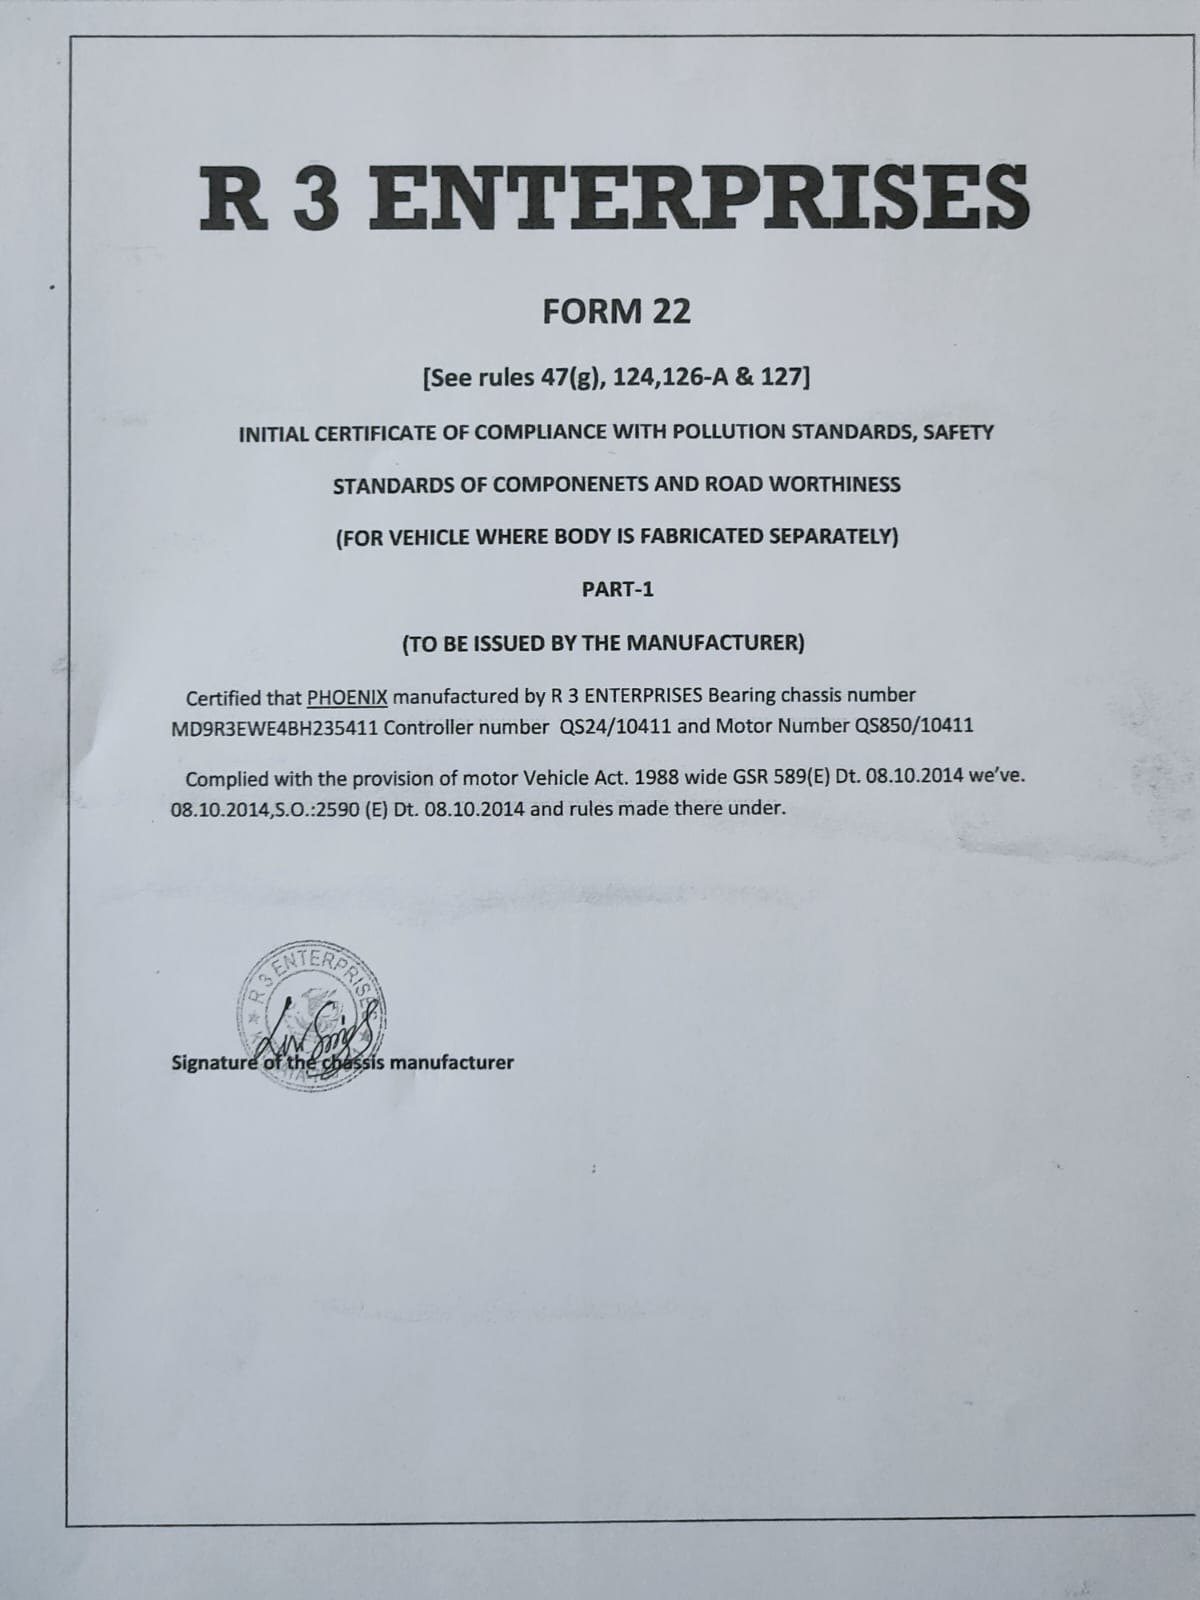 R 3 ENTERPRISES
FORM 22
[See rules 47(g), 124,126-A & 127]
INITIAL CERTIFICATE OF COMPLIANCE WITH POLLUTION STANDARDS, SAFETY
STANDARDS OF COMPONENETS AND ROAD WORTHINESS
(FOR VEHICLE WHERE BODY IS FABRICATED SEPARATELY)
PART-1
(TO BE ISSUED BY THE MANUFACTURER)
Certified that PHOENIX manufactured by R 3 ENTERPRISES Bearing chassis number
MD9R3EWE4BH235411 Controller number QS24/10411 and Motor Number QS850/10411
Complied with the provision of motor Vehicle Act. 1988 wide GSR 589(E) Dt. 08.10.2014 we've.
08.10.2014,S.O.:2590 (E) Dt. 08.10.2014 and rules made there under.
R 3 ENTERPRISES
Signature of the chassis manufacturer